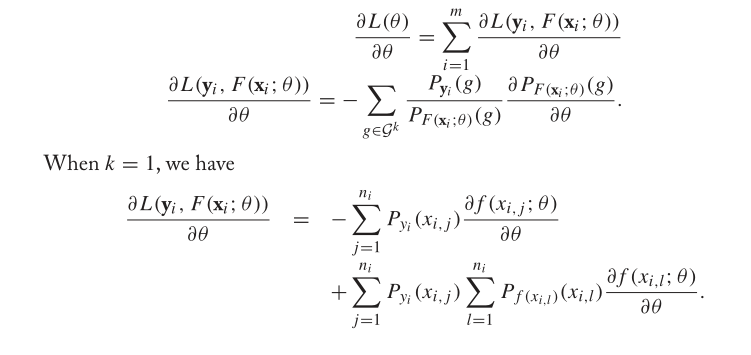 ∂L(θ)/∂θ = ∑_{i=1}^{m} ∂L(𝐲_i, F(𝐱_i; θ))/∂θ
∂L(𝐲_i, F(𝐱_i; θ))/∂θ = − ∑_{g∈𝒢^k} P_{𝐲_i}(g)/P_{F(𝐱_i;θ)}(g) ∂P_{F(𝐱_i;θ)}(g)/∂θ.
When k = 1, we have
∂L(𝐲_i, F(𝐱_i; θ))/∂θ = − ∑_{j=1}^{n_i} P_{y_i}(x_{i,j}) ∂f(x_{i,j}; θ)/∂θ
+ ∑_{j=1}^{n_i} P_{y_i}(x_{i,j}) ∑_{l=1}^{n_i} P_{f(x_{i,l})}(x_{i,l}) ∂f(x_{i,l}; θ)/∂θ.